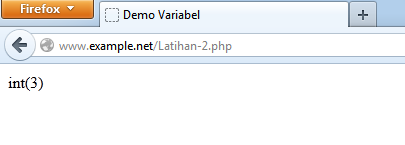 Firefox
Demo Variabel
www.example.net/Latihan-2.php
int(3)